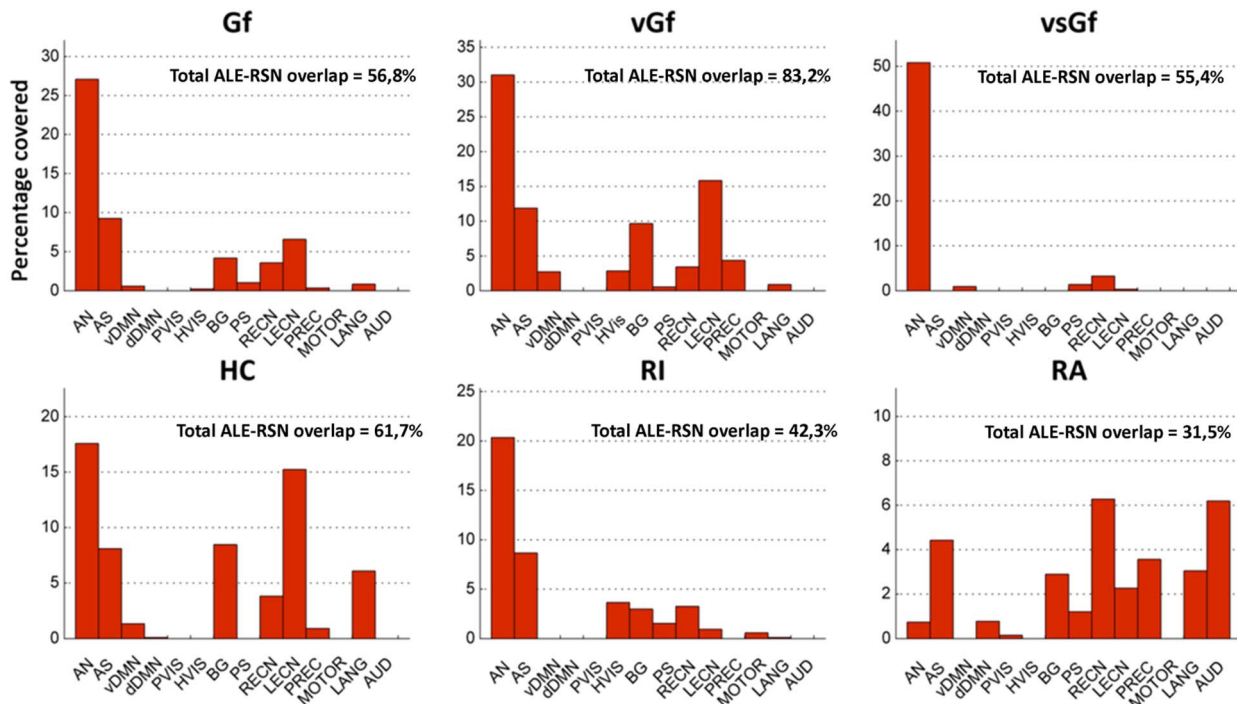 Gf
Total ALE-RSN overlap = 56,8%
Percentage covered
30
25
20
15
10
5
0
AN AS vDMN dDMN PVIS HVIS BG PS RECN LECN PREC MOTOR LANG AUD
vGf
Total ALE-RSN overlap = 83,2%
35
30
25
20
15
10
5
0
AN AS vDMN dDMN PVIS HVis BG PS RECN LECN PREC MOTOR LANG AUD
vsGf
Total ALE-RSN overlap = 55,4%
50
40
30
20
10
0
AN AS vDMN dDMN PVIS HVIS BG PS RECN LECN PREC MOTOR LANG AUD
HC
Total ALE-RSN overlap = 61,7%
20
15
10
5
0
AN AS vDMN dDMN PVIS HVIS BG PS RECN LECN PREC MOTOR LANG AUD
RI
Total ALE-RSN overlap = 42,3%
25
20
15
10
5
0
AN AS vDMN dDMN PVIS HVIS BG PS RECN LECN PREC MOTOR LANG AUD
RA
Total ALE-RSN overlap = 31,5%
10
8
6
4
2
0
AN AS vDMN dDMN PVIS HVIS BG PS RECN LECN PREC MOTOR LANG AUD